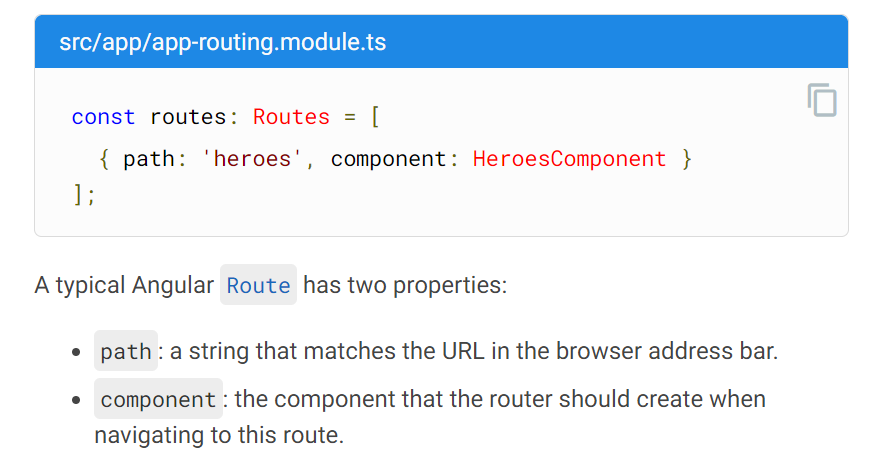 src/app/app-routing.module.ts
const routes: Routes = [
  { path: 'heroes', component: HeroesComponent }
];
A typical Angular Route has two properties:
• path: a string that matches the URL in the browser address bar.
• component: the component that the router should create when
navigating to this route.